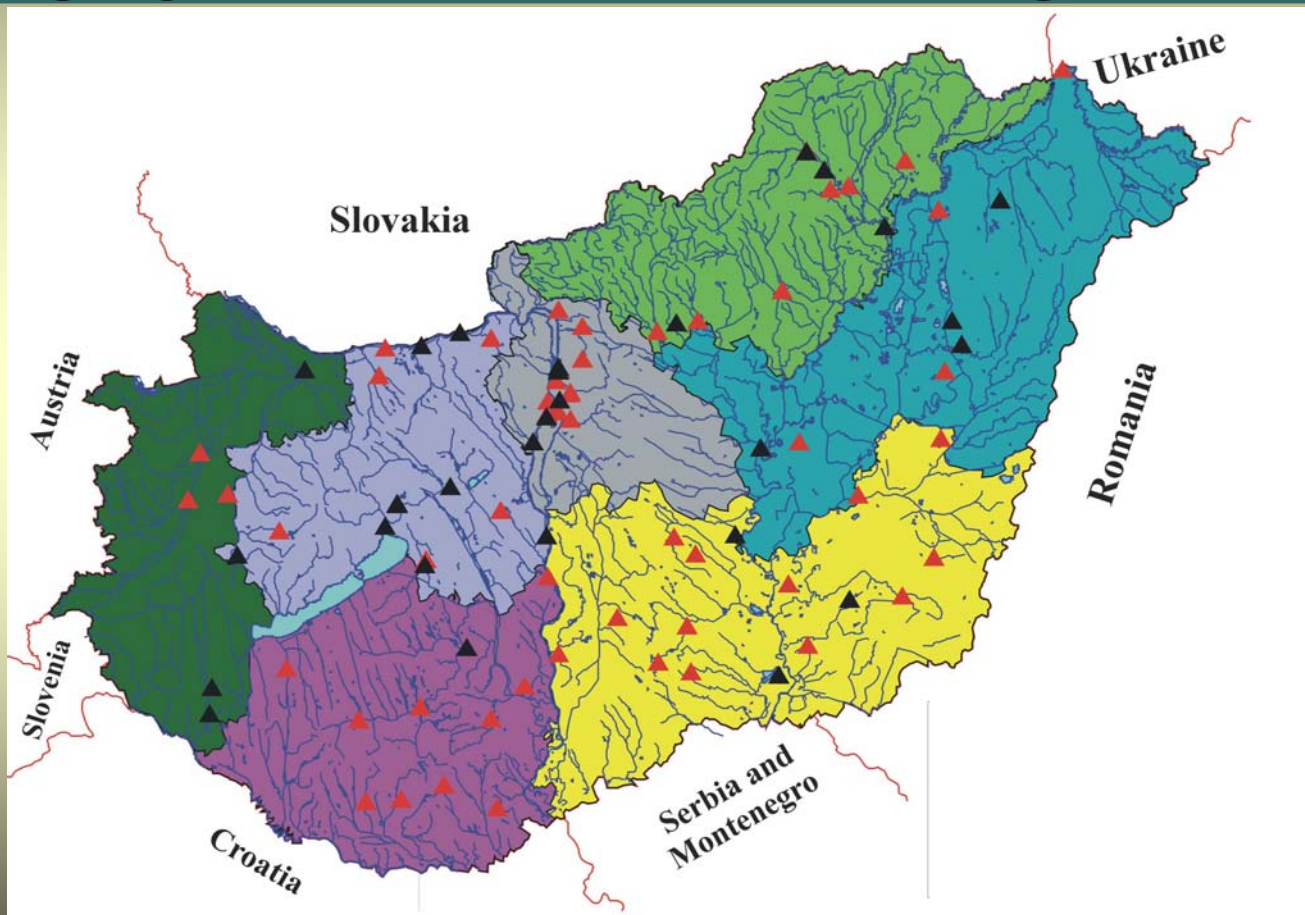 Ukraine
Slovakia
Austria
Romania
Slovenia
Serbia and
Montenegro
Croatia